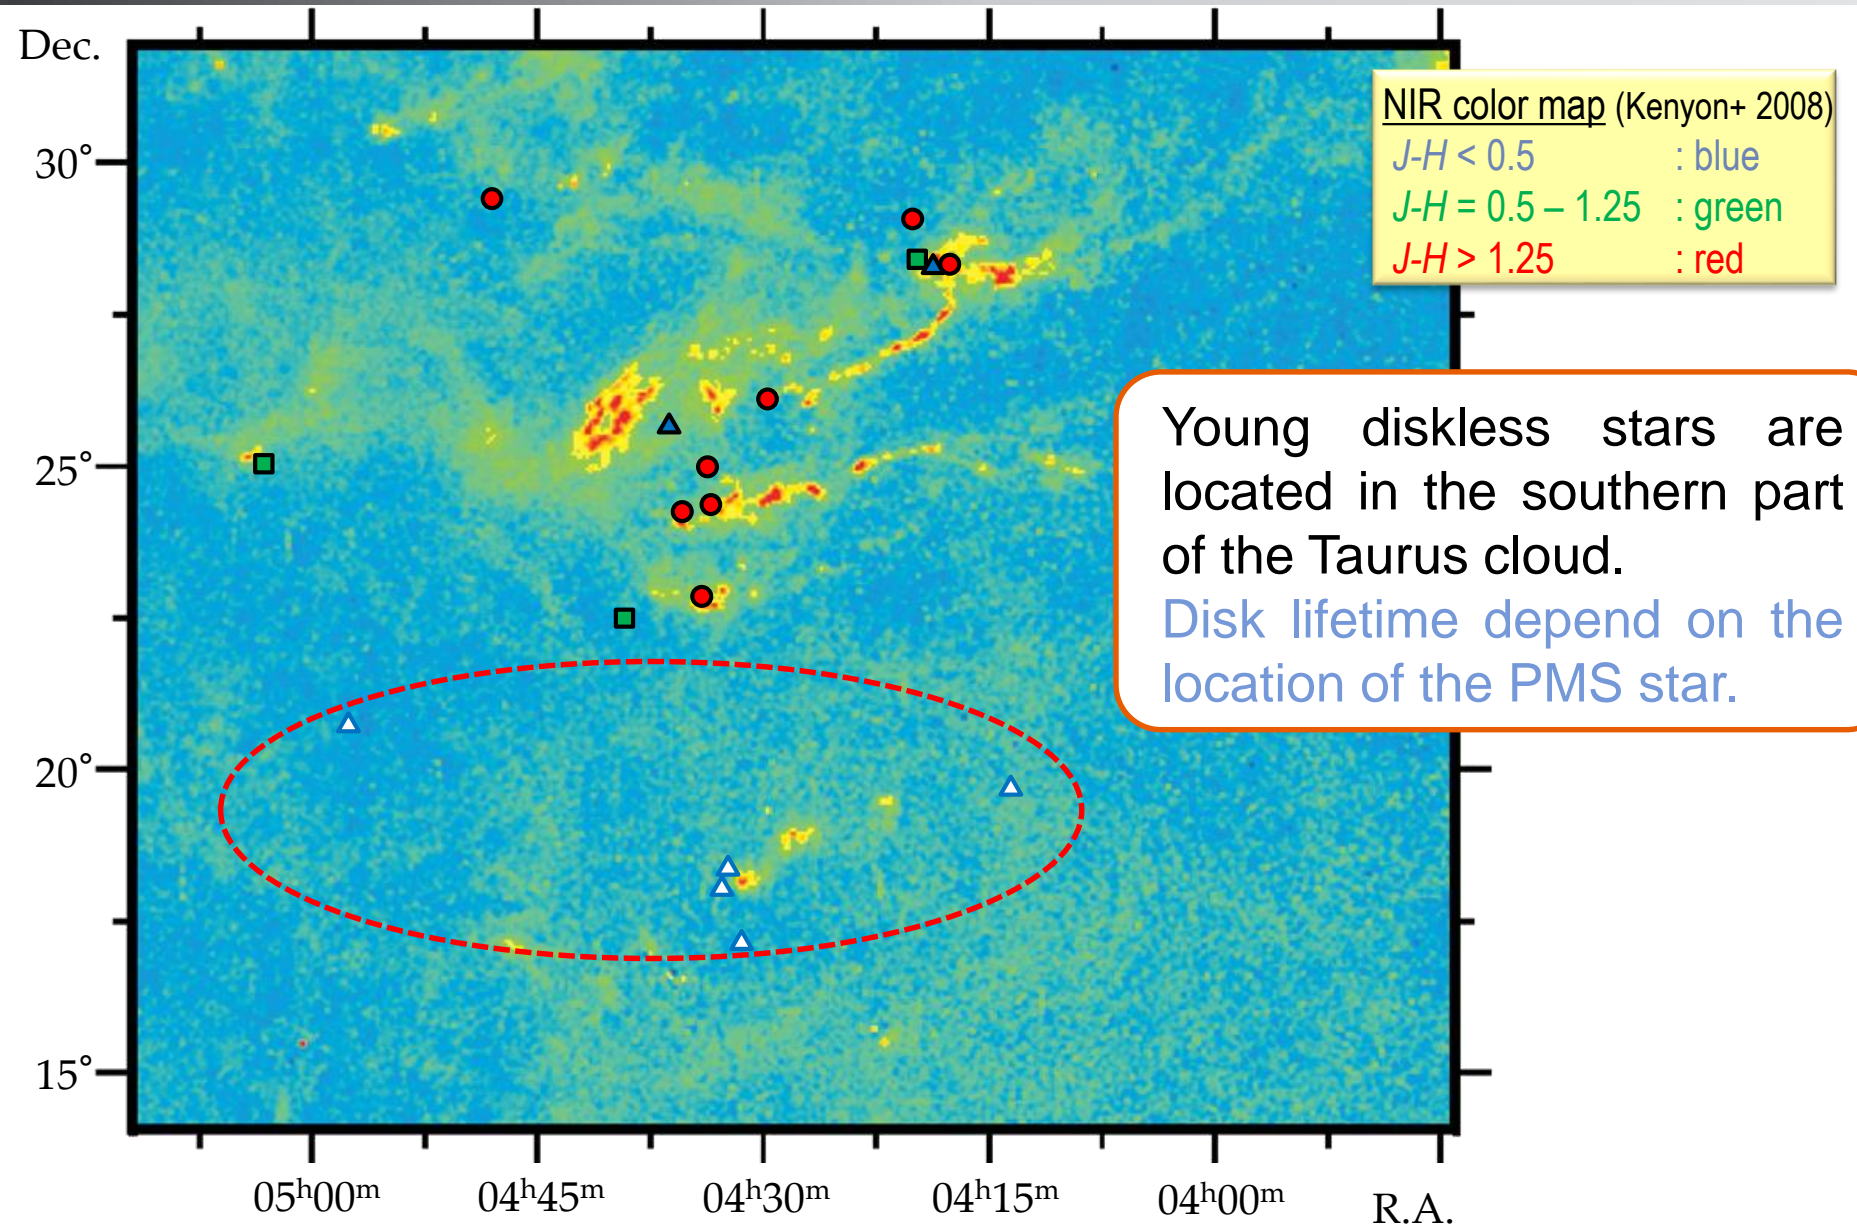 Dec.
NIR color map (Kenyon+ 2008)
J-H < 0.5 : blue
J-H = 0.5 – 1.25 : green
J-H > 1.25 : red
30°
25°
20°
15°
Young diskless stars are
located in the southern part
of the Taurus cloud.
Disk lifetime depend on the
location of the PMS star.
05ʰ00ᵐ 04ʰ45ᵐ 04ʰ30ᵐ 04ʰ15ᵐ 04ʰ00ᵐ R.A.